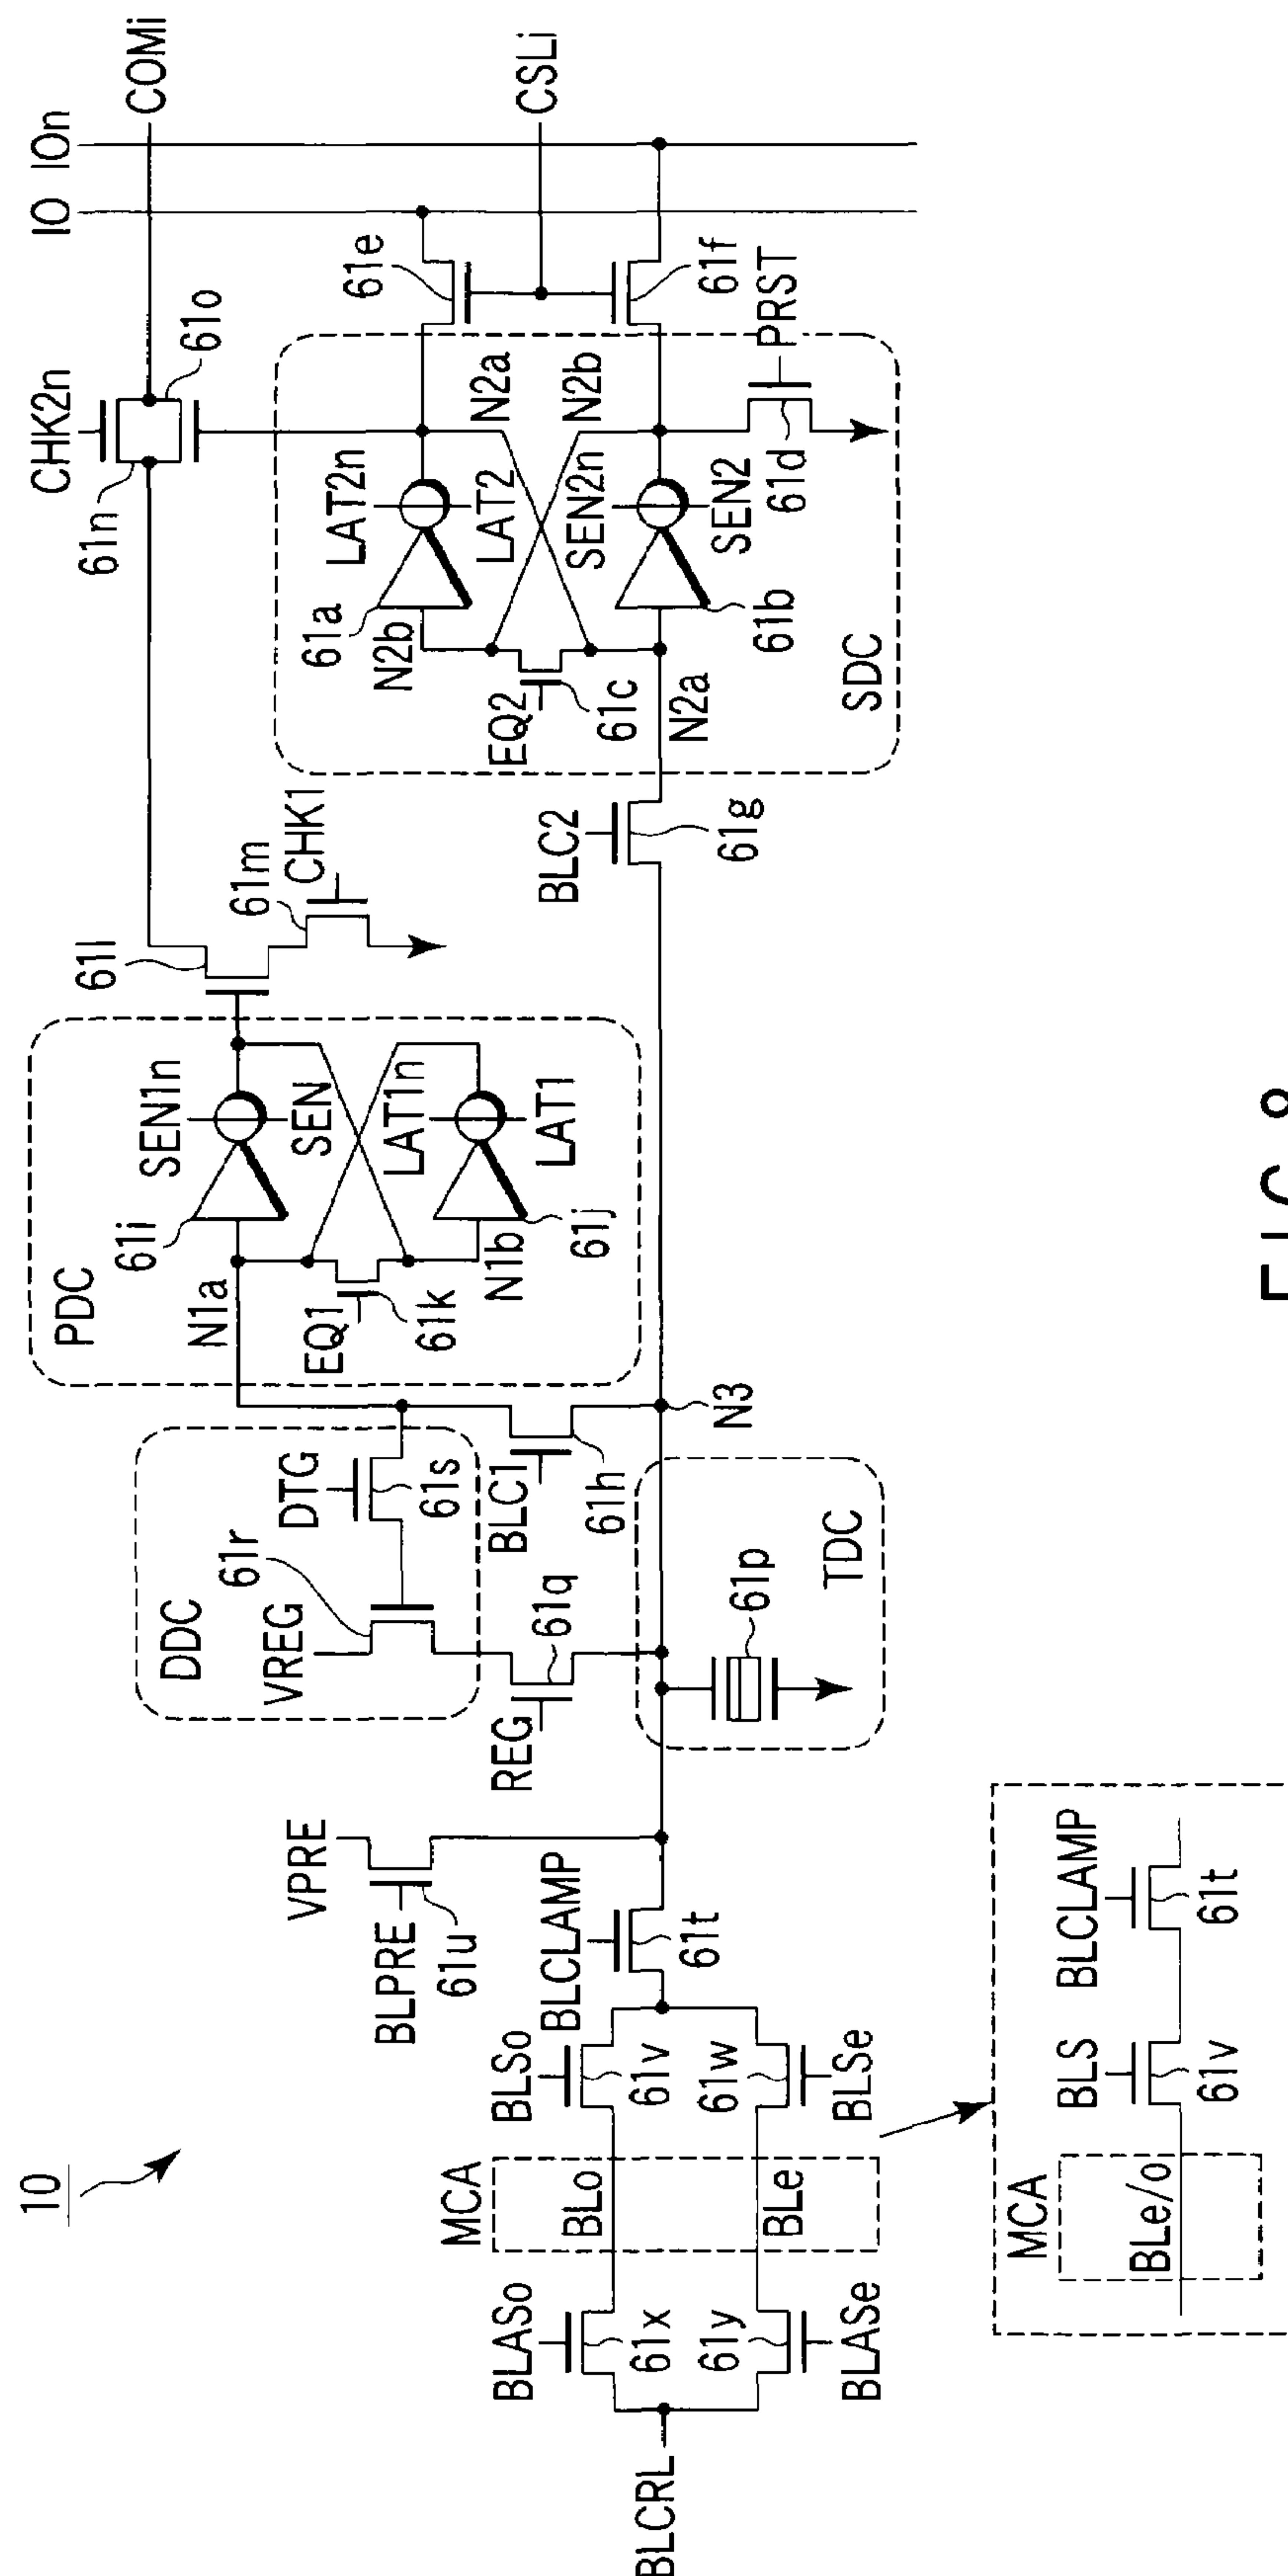 10
CHK2n
IO
IOn
PDC
61l
61n
COMi
61i
SEN1n
61m
61o
DDC
61r
N1a
CHK1
VREG
DTG
SEN
61a
LAT2n
61e
VPRE
EQ1
LAT1n
N2b
BLPRE
61s
61k
61u
N1b
LAT1
LAT2
N2a
MCA
BLASo
BLSo
REG
BLC1
EQ2
CSLi
BLCLAMP
61q
61j
BLC2
61c
SEN2n
N2b
BLo
61h
61x
61v
BLCRL
61t
N3
N2a
61y
61w
61p
61g
SEN2
61f
BLe
61b
61d
PRST
BLASe
BLSe
TDC
SDC
MCA
BLS
BLCLAMP
BLe/o
61v
61t
FIG. 8